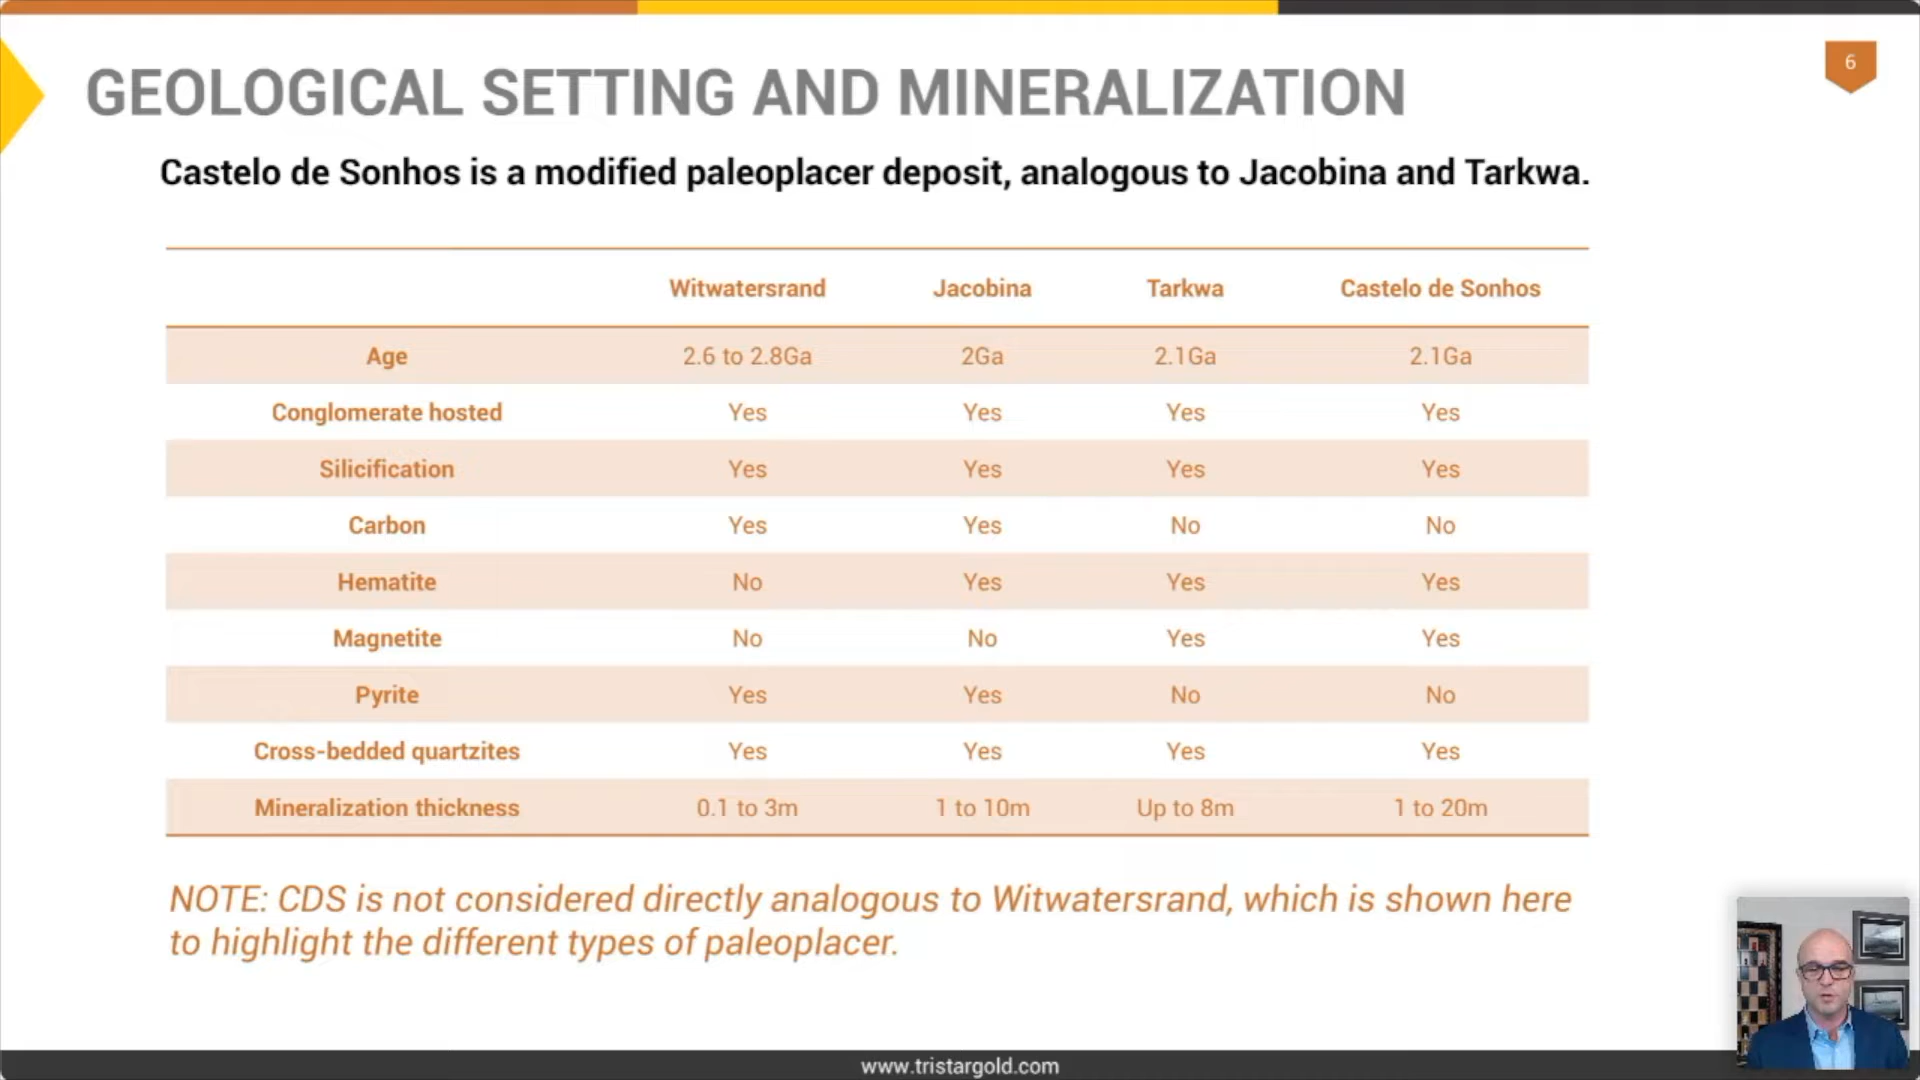 6
GEOLOGICAL SETTING AND MINERALIZATION
Castelo de Sonhos is a modified paleoplacer deposit, analogous to Jacobina and Tarkwa.
Witwatersrand Jacobina Tarkwa Castelo de Sonhos
Age 2.6 to 2.8Ga 2Ga 2.1Ga 2.1Ga
Conglomerate hosted Yes Yes Yes Yes
Silicification Yes Yes Yes Yes
Carbon Yes Yes No No
Hematite No Yes Yes Yes
Magnetite No No Yes Yes
Pyrite Yes Yes No No
Cross-bedded quartzites Yes Yes Yes Yes
Mineralization thickness 0.1 to 3m 1 to 10m Up to 8m 1 to 20m
NOTE: CDS is not considered directly analogous to Witwatersrand, which is shown here
to highlight the different types of paleoplacer.
www.tristargold.com